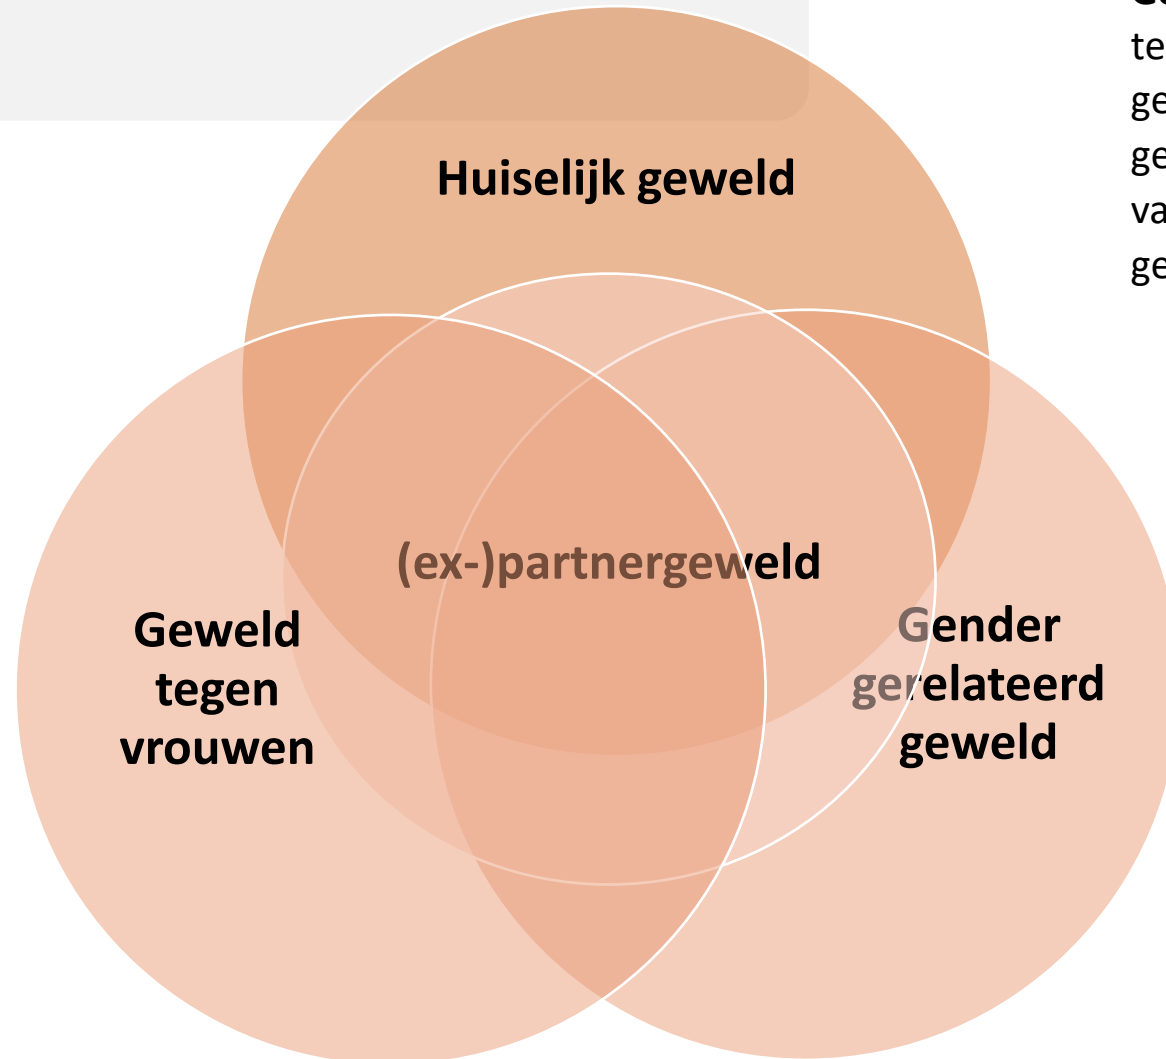 Huiselijk geweld
(ex-)partnergeweld
Geweld
tegen
vrouwen
Gender
gerelateerd
geweld